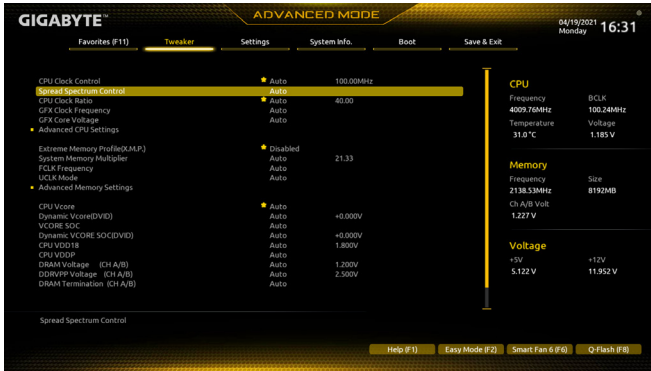 GIGABYTE™
ADVANCED MODE
04/19/2021 Monday 16:31
Favorites (F11) Tweaker Settings System Info. Boot Save & Exit
CPU Clock Control Auto 100.00MHz
Spread Spectrum Control Auto
CPU Clock Ratio Auto 40.00
GFX Clock Frequency Auto
GFX Core Voltage Auto
Advanced CPU Settings
Extreme Memory Profile(X.M.P.) Disabled
System Memory Multiplier Auto 21.33
FCLK Frequency Auto
UCLK Mode Auto
Advanced Memory Settings
CPU Vcore Auto
Dynamic Vcore(DVID) Auto +0.000V
VCORE SOC Auto
Dynamic VCORE SOC(DVID) Auto +0.000V
CPU VDD18 Auto 1.800V
CPU VDDP Auto
DRAM Voltage (CH A/B) Auto 1.200V
DDRVPP Voltage (CH A/B) Auto 2.500V
DRAM Termination (CH A/B) Auto
CPU
Frequency BCLK
4009.76MHz 100.24MHz
Temperature Voltage
31.0 °C 1.185 V
Memory
Frequency Size
2138.53MHz 8192MB
Ch A/B Volt
1.227 V
Voltage
+5V +12V
5.122 V 11.952 V
Spread Spectrum Control
Help (F1) Easy Mode (F2) Smart Fan 6 (F6) Q-Flash (F8)